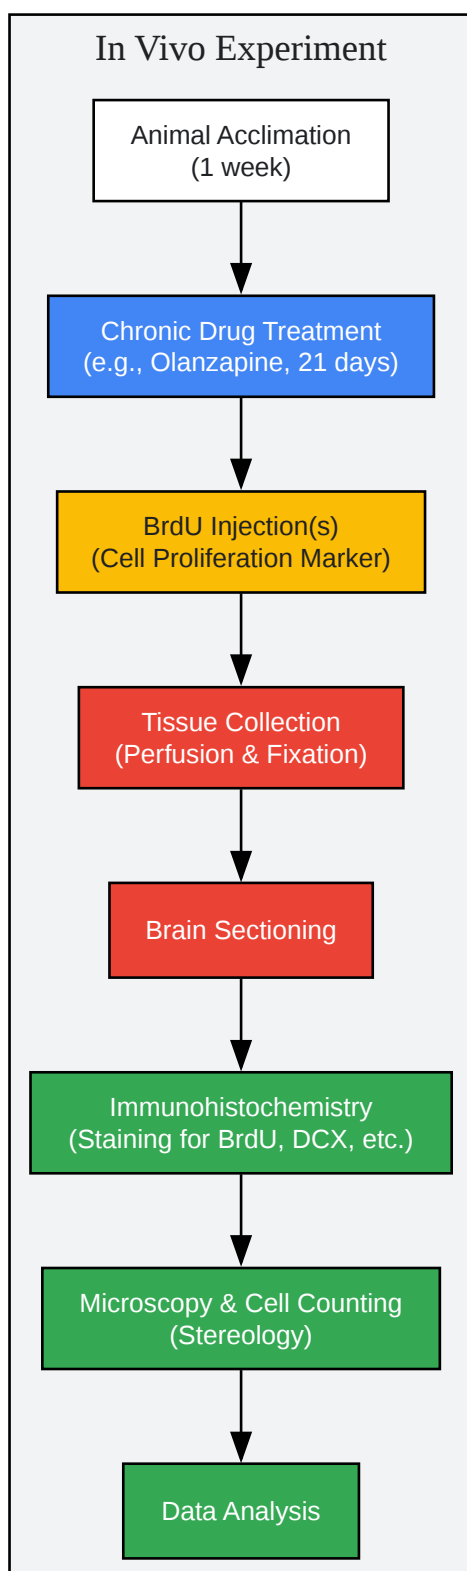 In Vivo Experiment
Animal Acclimation
(1 week)
Chronic Drug Treatment
(e.g., Olanzapine, 21 days)
BrdU Injection(s)
(Cell Proliferation Marker)
Tissue Collection
(Perfusion & Fixation)
Brain Sectioning
Immunohistochemistry
(Staining for BrdU, DCX, etc.)
Microscopy & Cell Counting
(Stereology)
Data Analysis